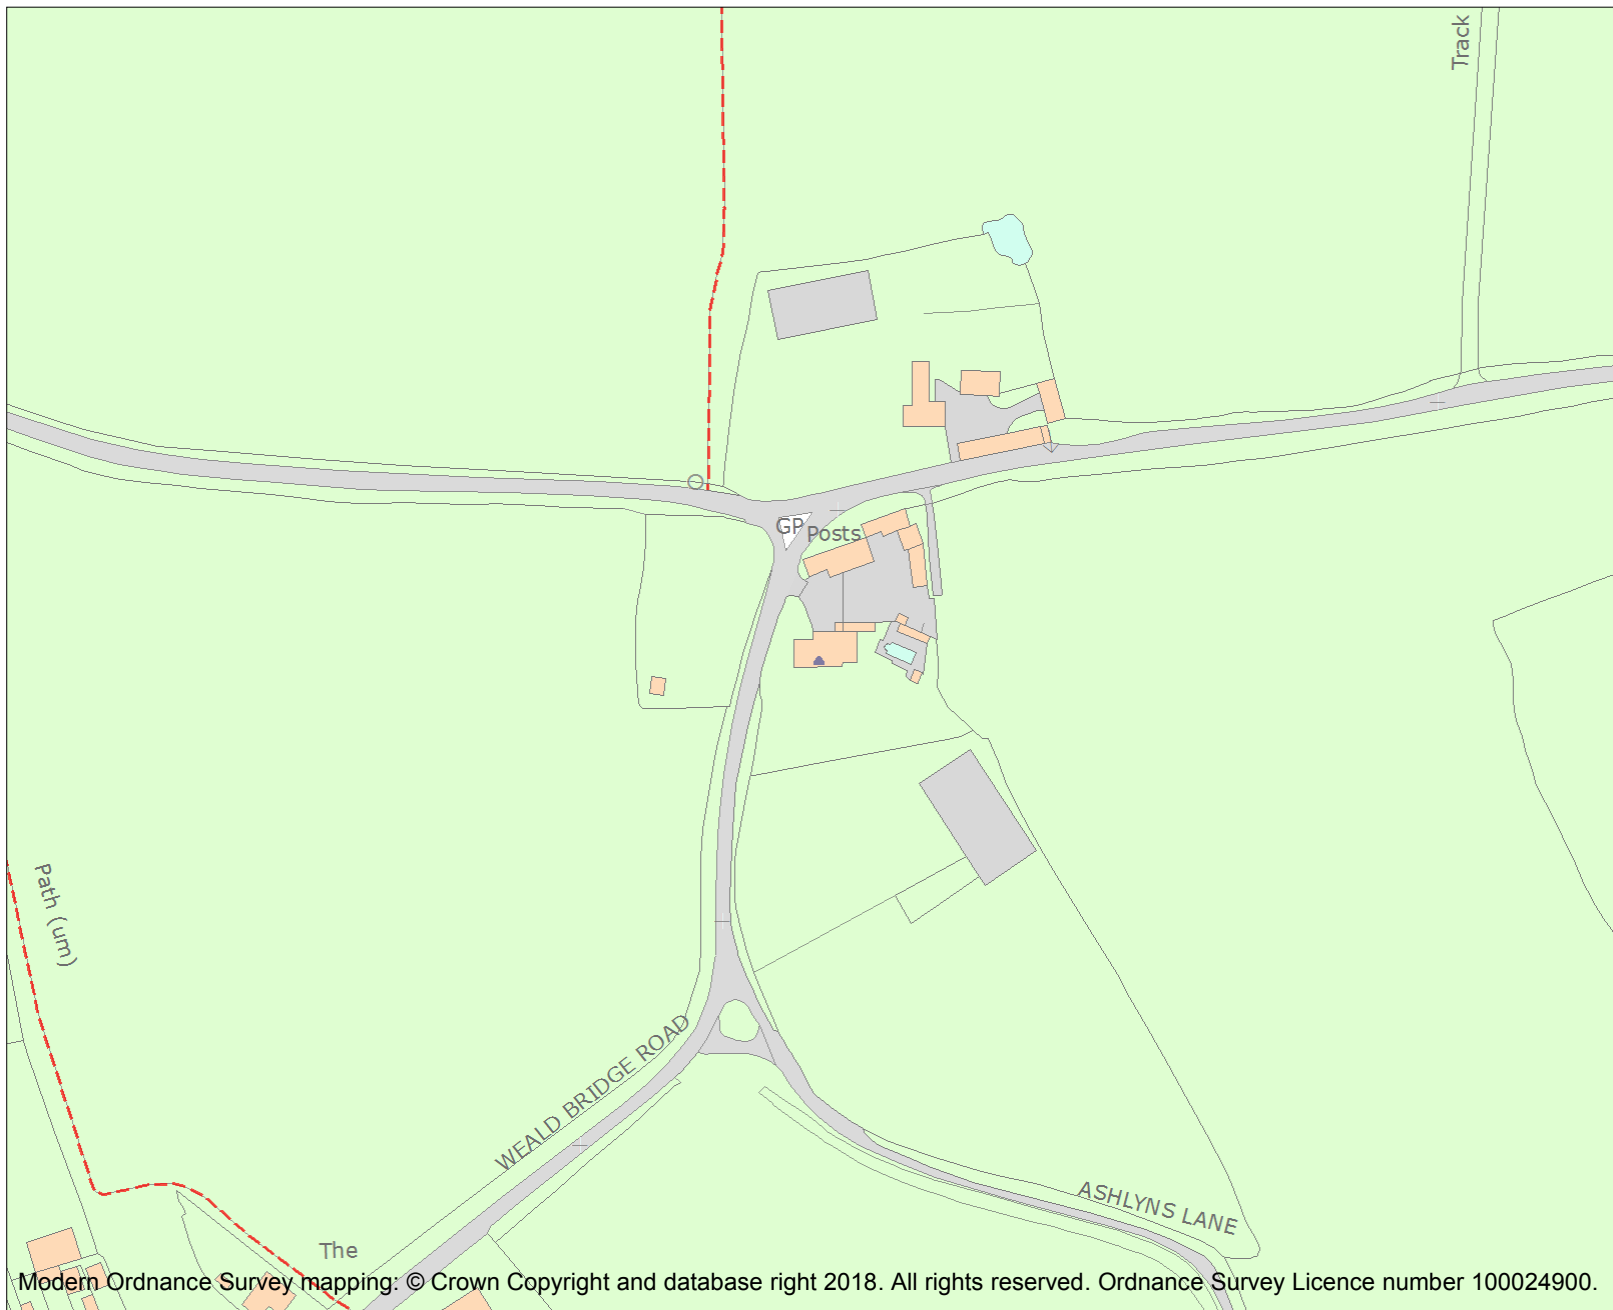 Track
GP
Posts
Path (um)
WEALD BRIDGE ROAD
ASHLYNS LANE
The
Modern Ordnance Survey mapping: © Crown Copyright and database right 2018. All rights reserved. Ordnance Survey Licence number 100024900.